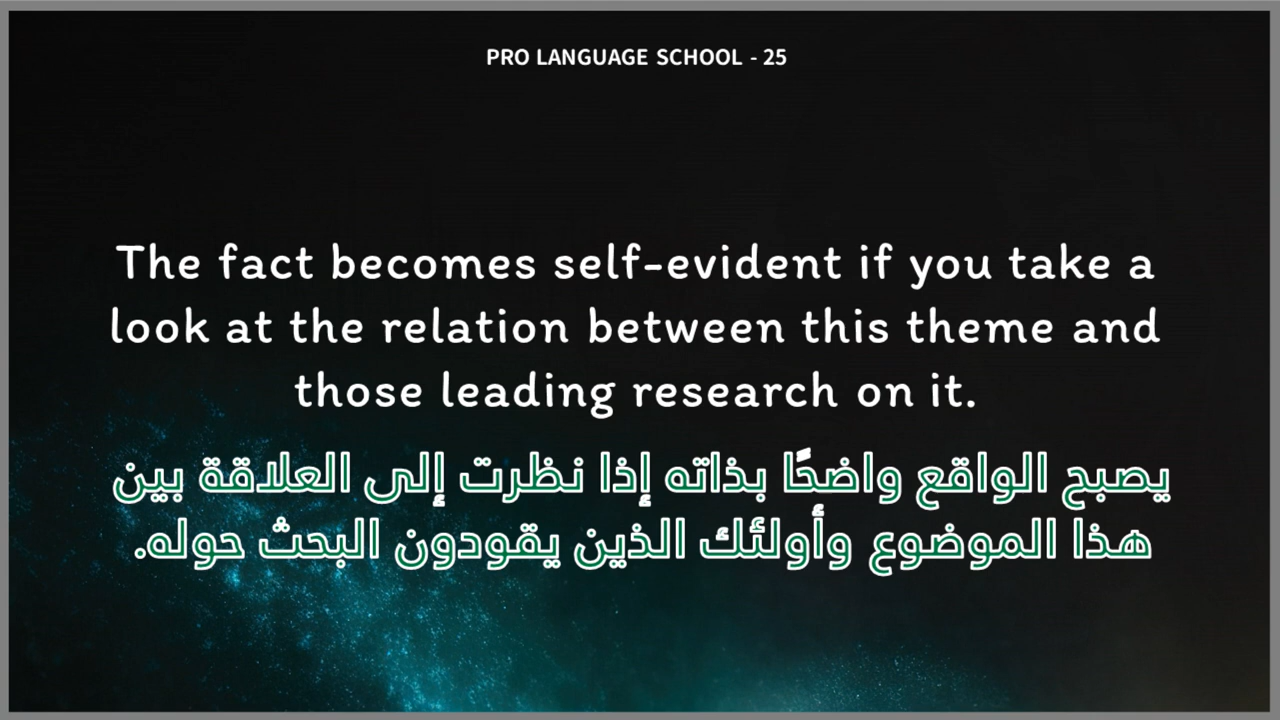 PRO LANGUAGE SCHOOL - 25
The fact becomes self-evident if you take a
look at the relation between this theme and
those leading research on it.
يصبح الواقع واضحًا بذاته إذا نظرت إلى العلاقة بين
هذا الموضوع وأولئك الذين يقودون البحث حوله.